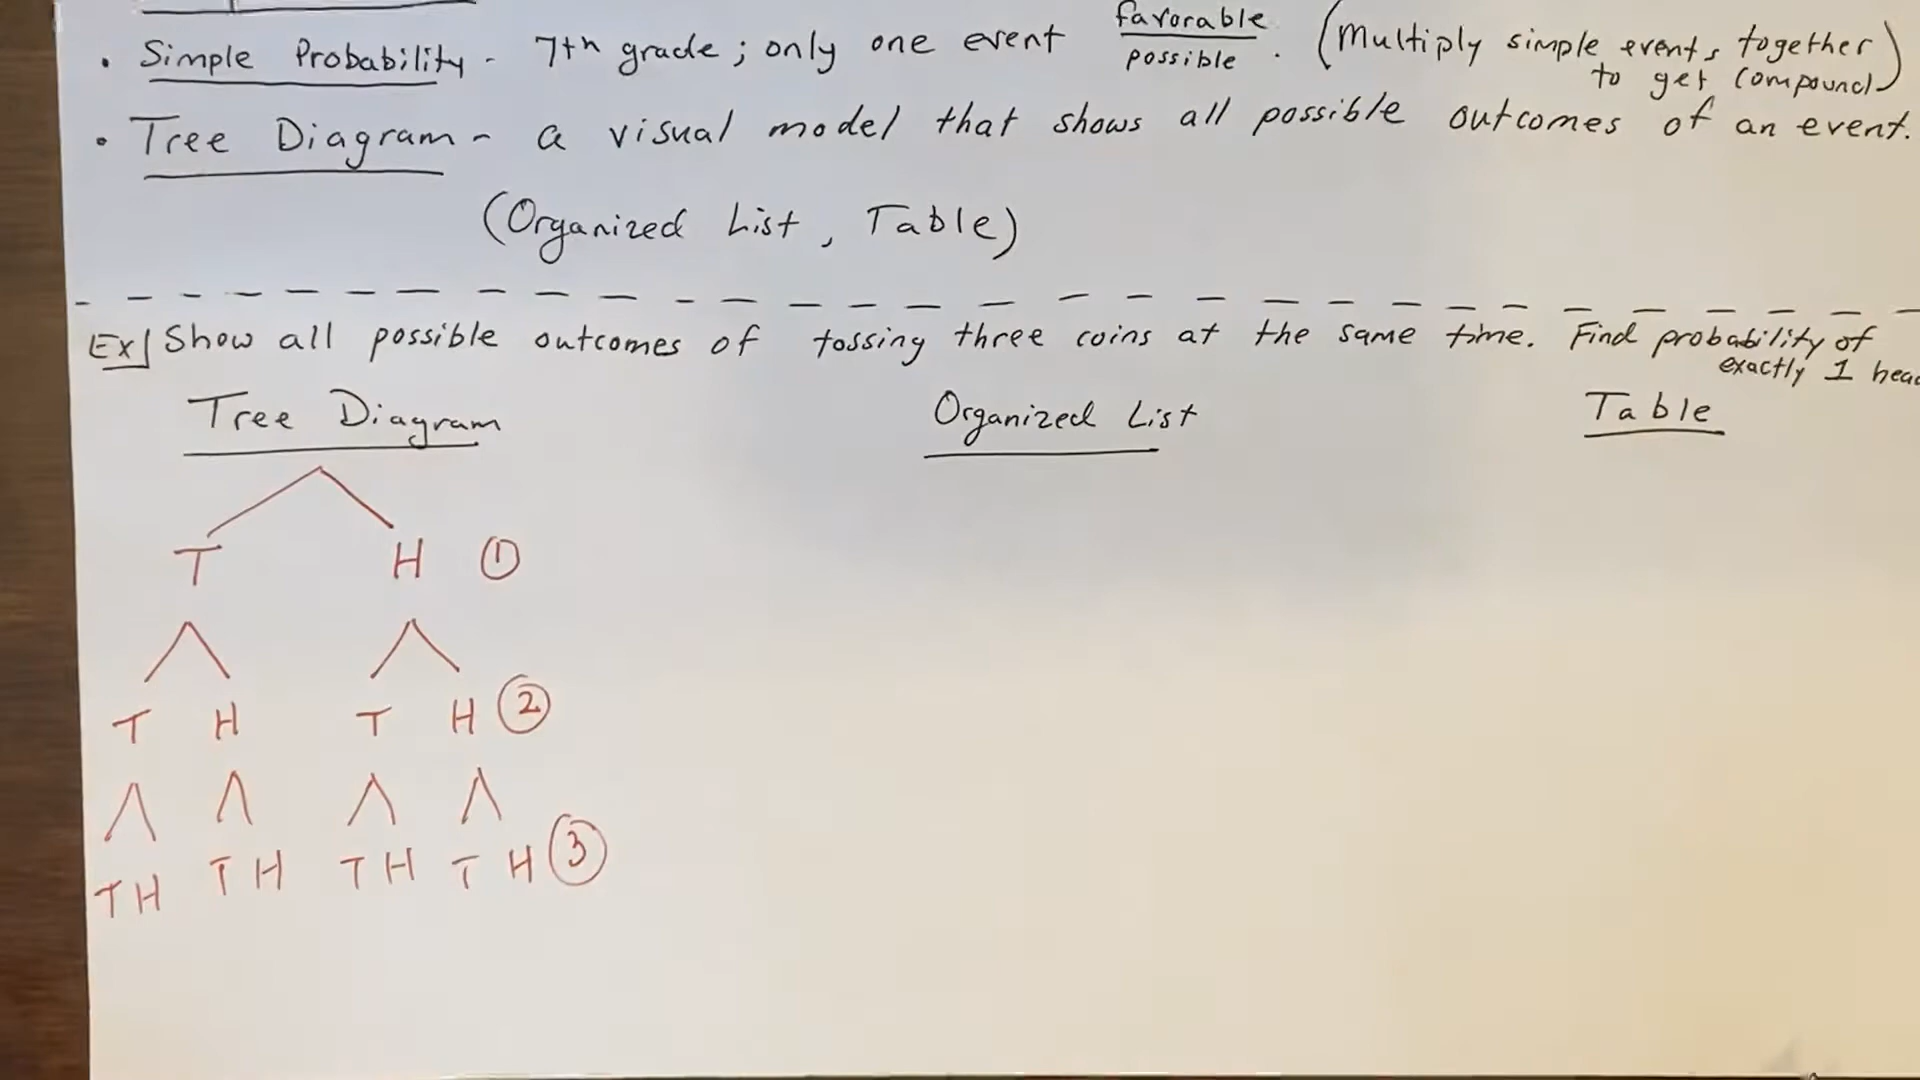 • Simple Probability - 7th grade; only one event favorable/possible. (Multiply simple events together
to get compound)
• Tree Diagram - a visual model that shows all possible outcomes of an event.
(Organized List, Table)
Ex| Show all possible outcomes of tossing three coins at the same time. Find probability of
exactly 1 head
Tree Diagram Organized List Table
T H ①
T H T H ②
T H T H T H T H ③